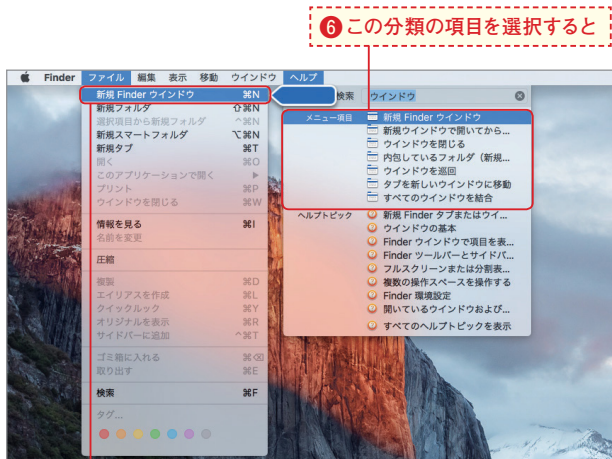 ❻この分類の項目を選択すると
Finder ファイル 編集 表示 移動 ウインドウ ヘルプ
新規 Finder ウインドウ ⌘N
新規フォルダ ⇧⌘N
選択項目から新規フォルダ ^⌘N
新規スマートフォルダ ⌥⌘N
新規タブ ⌘T
開く ⌘O
このアプリケーションで開く ▶
プリント ⌘P
ウインドウを閉じる ⌘W
情報を見る ⌘I
名前を変更
圧縮
複製 ⌘D
エイリアスを作成 ⌘L
クイックルック ⌘Y
オリジナルを表示 ⌘R
サイドバーに追加 ^⌘T
ゴミ箱に入れる ⌘⌫
取り出す ⌘E
検索 ⌘F
タグ...
検索 ウインドウ
メニュー項目 新規 Finder ウインドウ
新規ウインドウで開いてから...
ウインドウを閉じる
内包しているフォルダ（新規...
ウインドウを巡回
タブを新しいウインドウに移動
すべてのウインドウを結合
ヘルプトピック 新規 Finder タブまたはウイ...
ウインドウの基本
Finder ウインドウで項目を表...
Finder ツールバーとサイドバ...
フルスクリーンまたは分割表...
複数の操作スペースを操作する
Finder 環境設定
開いているウインドウおよび...
すべてのヘルプトピックを表示